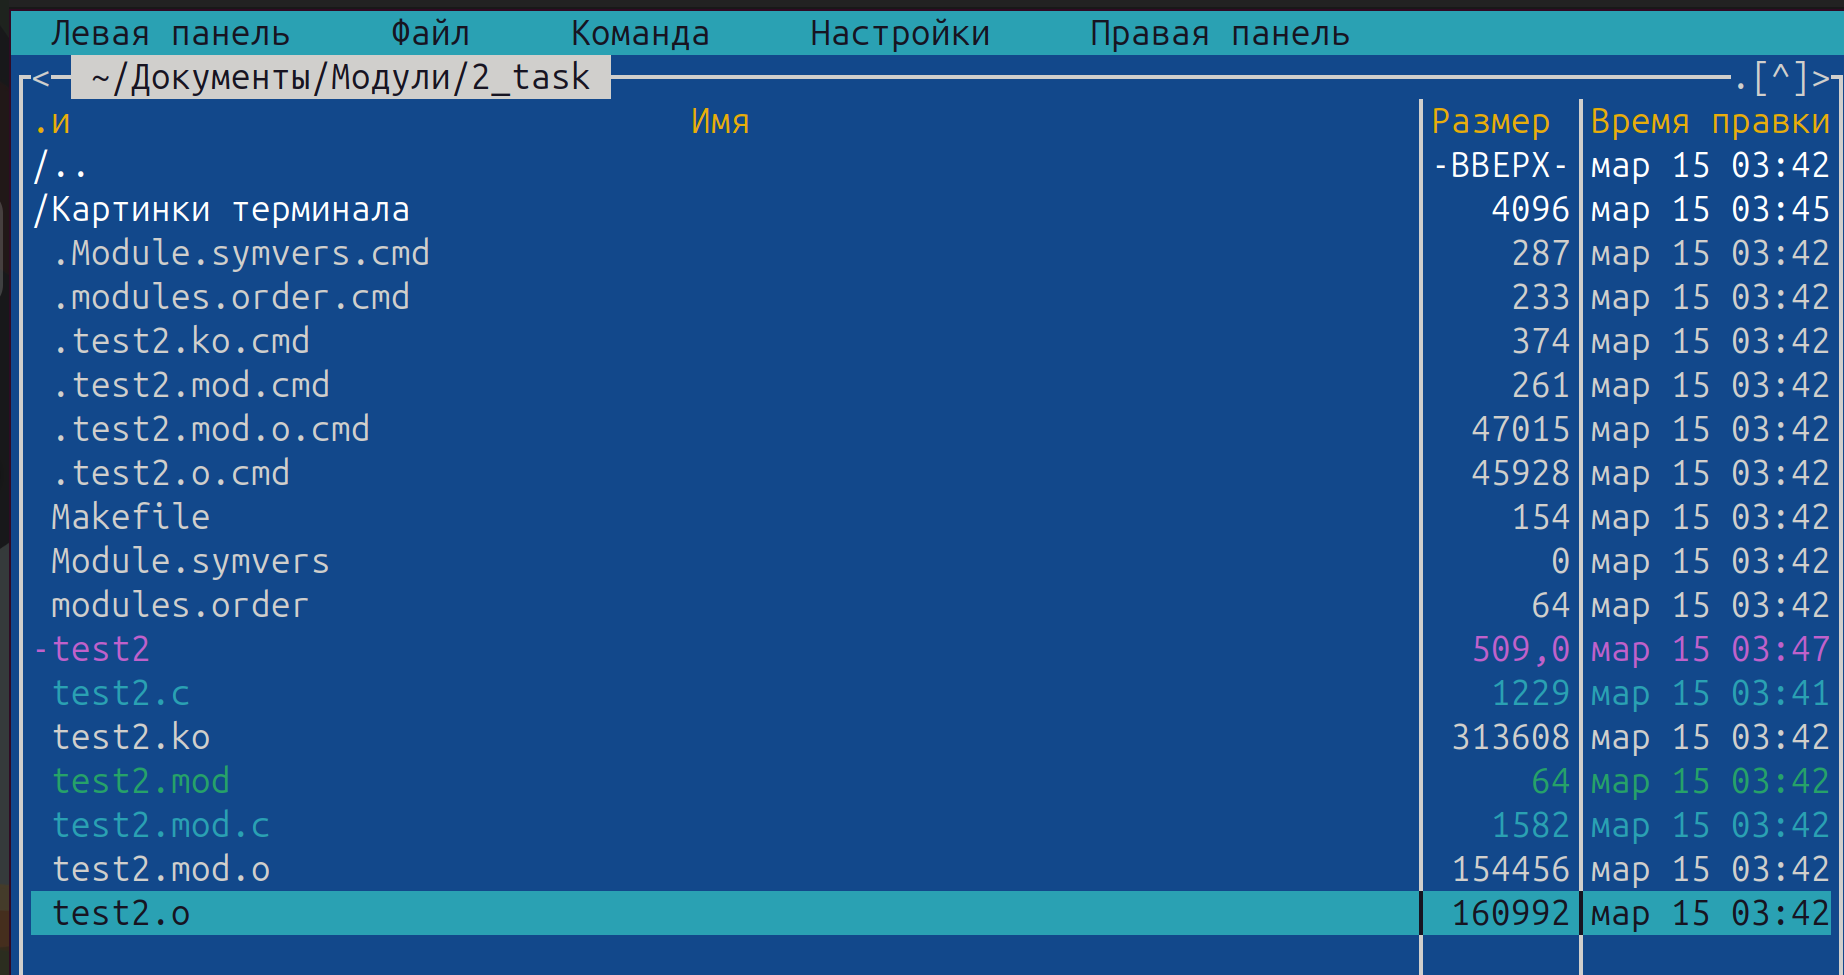 Левая панель Файл Команда Настройки Правая панель
< ~/Документы/Модули/2_task .[^]>
.и Имя Размер Время правки
/.. -ВВЕРХ- мар 15 03:42
/Картинки терминала 4096 мар 15 03:45
.Module.symvers.cmd 287 мар 15 03:42
.modules.order.cmd 233 мар 15 03:42
.test2.ko.cmd 374 мар 15 03:42
.test2.mod.cmd 261 мар 15 03:42
.test2.mod.o.cmd 47015 мар 15 03:42
.test2.o.cmd 45928 мар 15 03:42
Makefile 154 мар 15 03:42
Module.symvers 0 мар 15 03:42
modules.order 64 мар 15 03:42
-test2 509,0 мар 15 03:47
test2.c 1229 мар 15 03:41
test2.ko 313608 мар 15 03:42
test2.mod 64 мар 15 03:42
test2.mod.c 1582 мар 15 03:42
test2.mod.o 154456 мар 15 03:42
test2.o 160992 мар 15 03:42